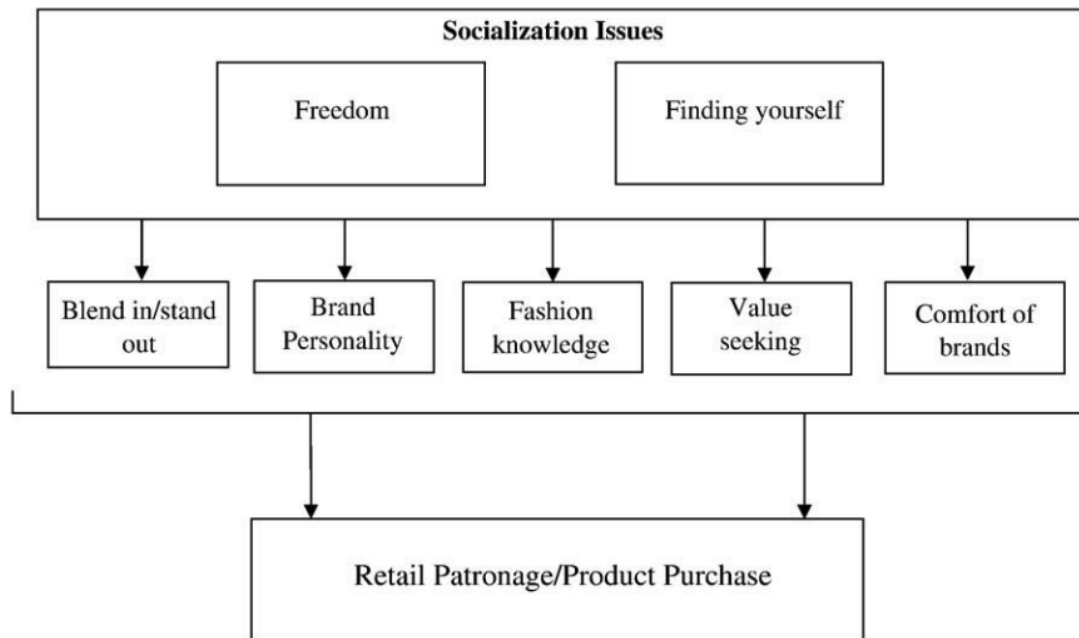 Socialization Issues
Freedom
Finding yourself
Blend in/stand
out
Brand
Personality
Fashion
knowledge
Value
seeking
Comfort of
brands
Retail Patronage/Product Purchase